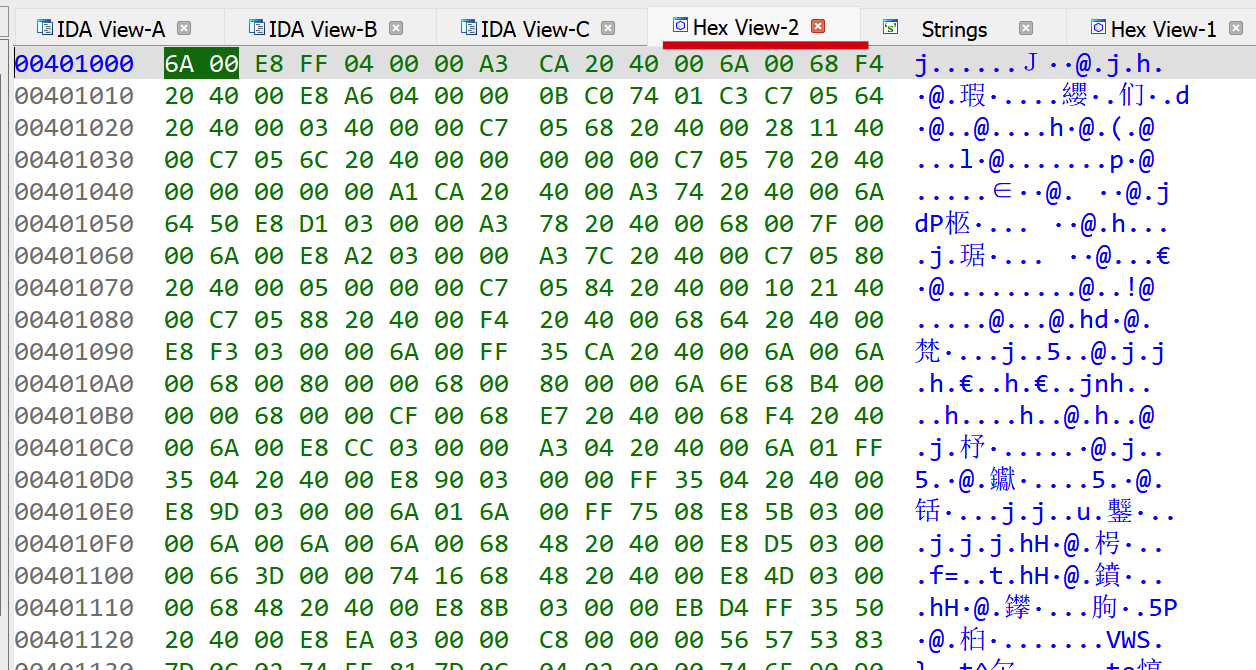 IDA View-A IDA View-B IDA View-C Hex View-2 Strings Hex View-1
00401000 6A 00 E8 FF 04 00 00 A3 CA 20 40 00 6A 00 68 F4 j......J··@.j.h.
00401010 20 40 00 E8 A6 04 00 00 0B C0 74 01 C3 C7 05 64 ·@.瑕·....纓··们··d
00401020 20 40 00 03 40 00 00 C7 05 68 20 40 00 28 11 40 ·@..@....h·@.(.@
00401030 00 C7 05 6C 20 40 00 00 00 00 00 C7 05 70 20 40 ...l·@.......p·@
00401040 00 00 00 00 00 A1 CA 20 40 00 A3 74 20 40 00 6A .....∈··@. ··@.j
00401050 64 50 E8 D1 03 00 00 A3 78 20 40 00 68 00 7F 00 dP柩·... ··@.h...
00401060 00 6A 00 E8 A2 03 00 00 A3 7C 20 40 00 C7 05 80 .j.琚·... ··@...€
00401070 20 40 00 05 00 00 00 C7 05 84 20 40 00 10 21 40 ·@.........@..!@
00401080 00 C7 05 88 20 40 00 F4 20 40 00 68 64 20 40 00 .....@...@.hd·@.
00401090 E8 F3 03 00 00 6A 00 FF 35 CA 20 40 00 6A 00 6A 梵·...j..5..@.j.j
004010A0 00 68 00 80 00 00 68 00 80 00 00 6A 6E 68 B4 00 .h.€..h.€..jnh..
004010B0 00 00 68 00 00 CF 00 68 E7 20 40 00 68 F4 20 40 ..h....h..@.h..@
004010C0 00 6A 00 E8 CC 03 00 00 A3 04 20 40 00 6A 01 FF .j.杼·......@.j..
004010D0 35 04 20 40 00 E8 90 03 00 00 FF 35 04 20 40 00 5.·@.钀·....5.·@.
004010E0 E8 9D 03 00 00 6A 01 6A 00 FF 75 08 E8 5B 03 00 铦·...j.j..u.鑋·..
004010F0 00 6A 00 6A 00 6A 00 68 48 20 40 00 E8 D5 03 00 .j.j.j.hH·@.枵·..
00401100 00 66 3D 00 00 74 16 68 48 20 40 00 E8 4D 03 00 .f=..t.hH·@.鐼·..
00401110 00 68 48 20 40 00 E8 8B 03 00 00 EB D4 FF 35 50 .hH·@.鑻·...朐·.5P
00401120 20 40 00 E8 EA 03 00 00 C8 00 00 00 56 57 53 83 ·@.桕·.......VWS.